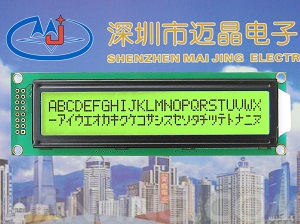 MJ
深圳市迈晶电子
SHENZHEN MAI JING ELECTR
ABCDEFGHIJKLMNOPQRSTUVWX
ーアイウエオカキクケコサシスセソタチツテトナニヌ